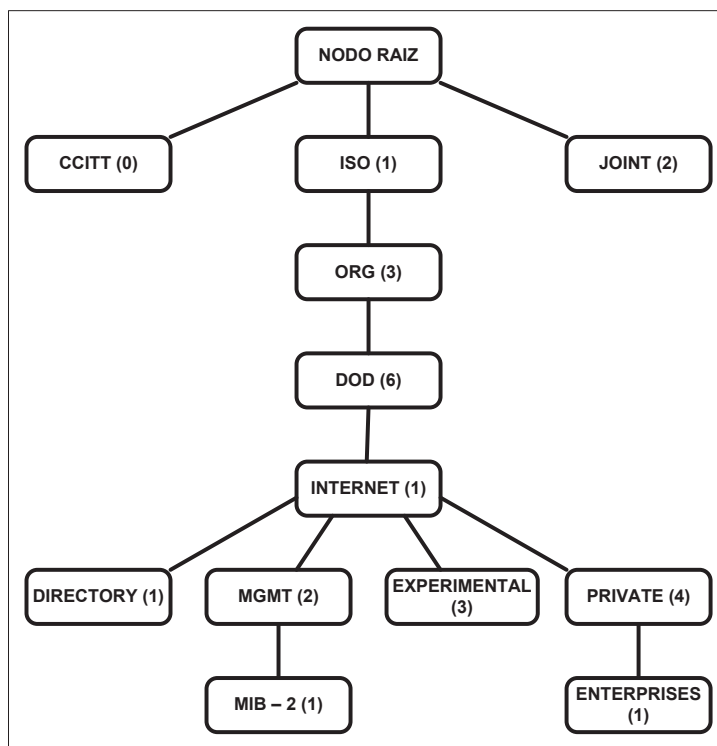 NODO RAIZ
CCITT (0)
ISO (1)
JOINT (2)
ORG (3)
DOD (6)
INTERNET (1)
DIRECTORY (1)
MGMT (2)
EXPERIMENTAL
(3)
PRIVATE (4)
MIB – 2 (1)
ENTERPRISES
(1)